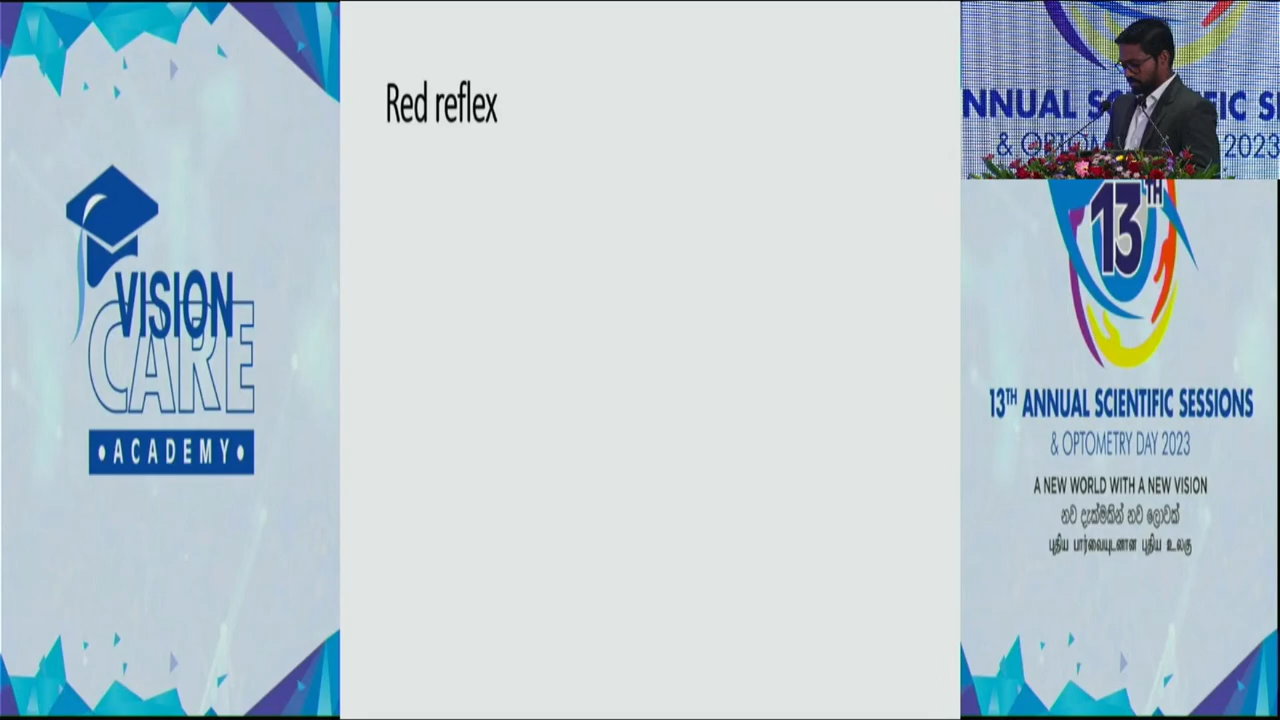 Red reflex
VISION
CARE
•ACADEMY•
NNUAL SC
FIC S
& OPTOM
2023
13TH
13TH ANNUAL SCIENTIFIC SESSIONS
& OPTOMETRY DAY 2023
A NEW WORLD WITH A NEW VISION
නව දැක්මකින් නව ලොවක්
புதிய பார்வையுடனான புதிய உலகு